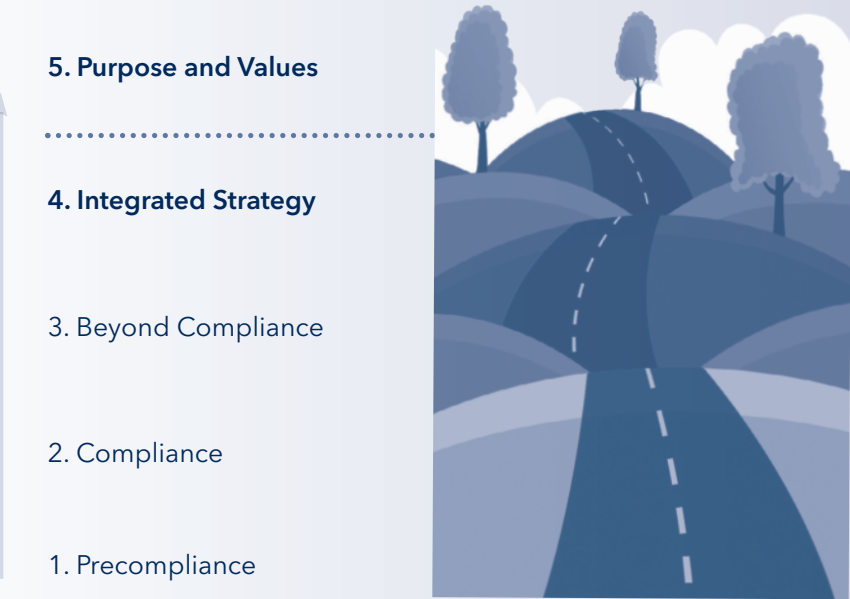 5. Purpose and Values
4. Integrated Strategy
3. Beyond Compliance
2. Compliance
1. Precompliance